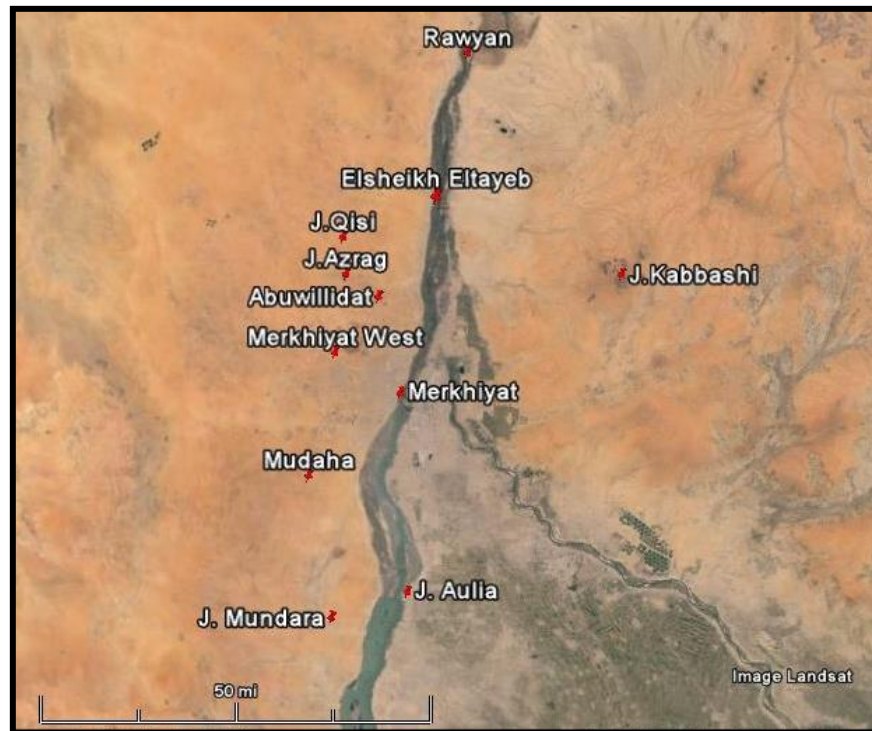 Rawyan
Elsheikh Eltayeb
J.Qisi
J.Azrag
J.Kabbashi
Abuwillidat
Merkhiyat West
Merkhiyat
Mudaha
J. Aulia
J. Mundara
Image Landsat
50 mi